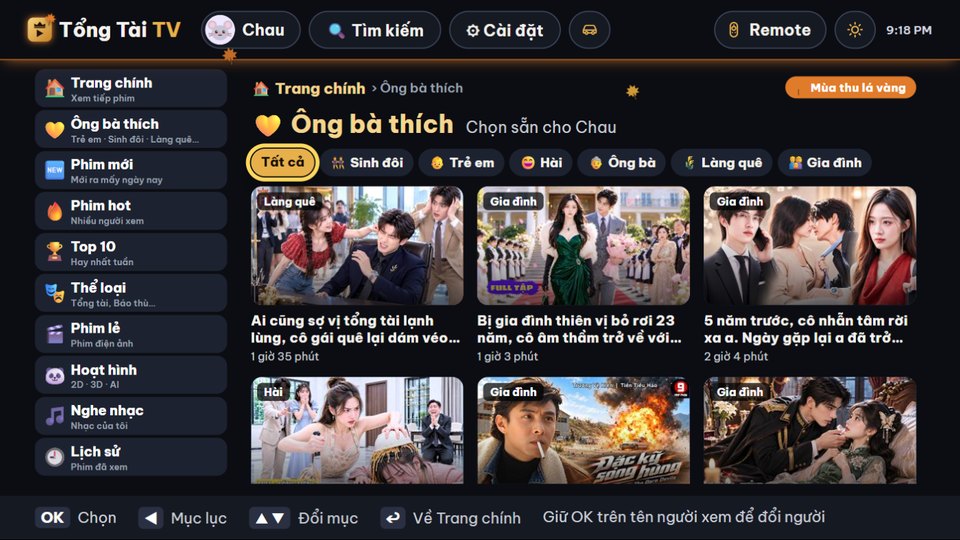 Tổng Tài TV
Chau
Tìm kiếm
Cài đặt
Remote
9:18 PM
Trang chính
Xem tiếp phim
Ông bà thích
Trẻ em · Sinh đôi · Làng quê...
NEW
Phim mới
Mới ra mấy ngày nay
Phim hot
Nhiều người xem
Top 10
Hay nhất tuần
Thể loại
Tổng tài, Báo thù...
Phim lẻ
Phim điện ảnh
Hoạt hình
2D · 3D · AI
Nghe nhạc
Nhạc của tôi
Lịch sử
Phim đã xem
Trang chính › Ông bà thích
Mùa thu lá vàng
Ông bà thích Chọn sẵn cho Chau
Tất cả
Sinh đôi
Trẻ em
Hài
Ông bà
Làng quê
Gia đình
Làng quê
Gia đình
FULL TẬP
Gia đình
Ai cũng sợ vị tổng tài lạnh
lùng, cô gái quê lại dám véo...
1 giờ 35 phút
Bị gia đình thiên vị bỏ rơi 23
năm, cô âm thầm trở về với...
1 giờ 3 phút
5 năm trước, cô nhẫn tâm rời
xa a. Ngày gặp lại a đã trở...
2 giờ 4 phút
Hài
Gia đình
Trương Vệ Kiện | Tiền Tiểu Hào
9
Đặc kỹ
song hùng
Gia đình
OK Chọn
◀ Mục lục
▲▼ Đổi mục
↩ Về Trang chính
Giữ OK trên tên người xem để đổi người